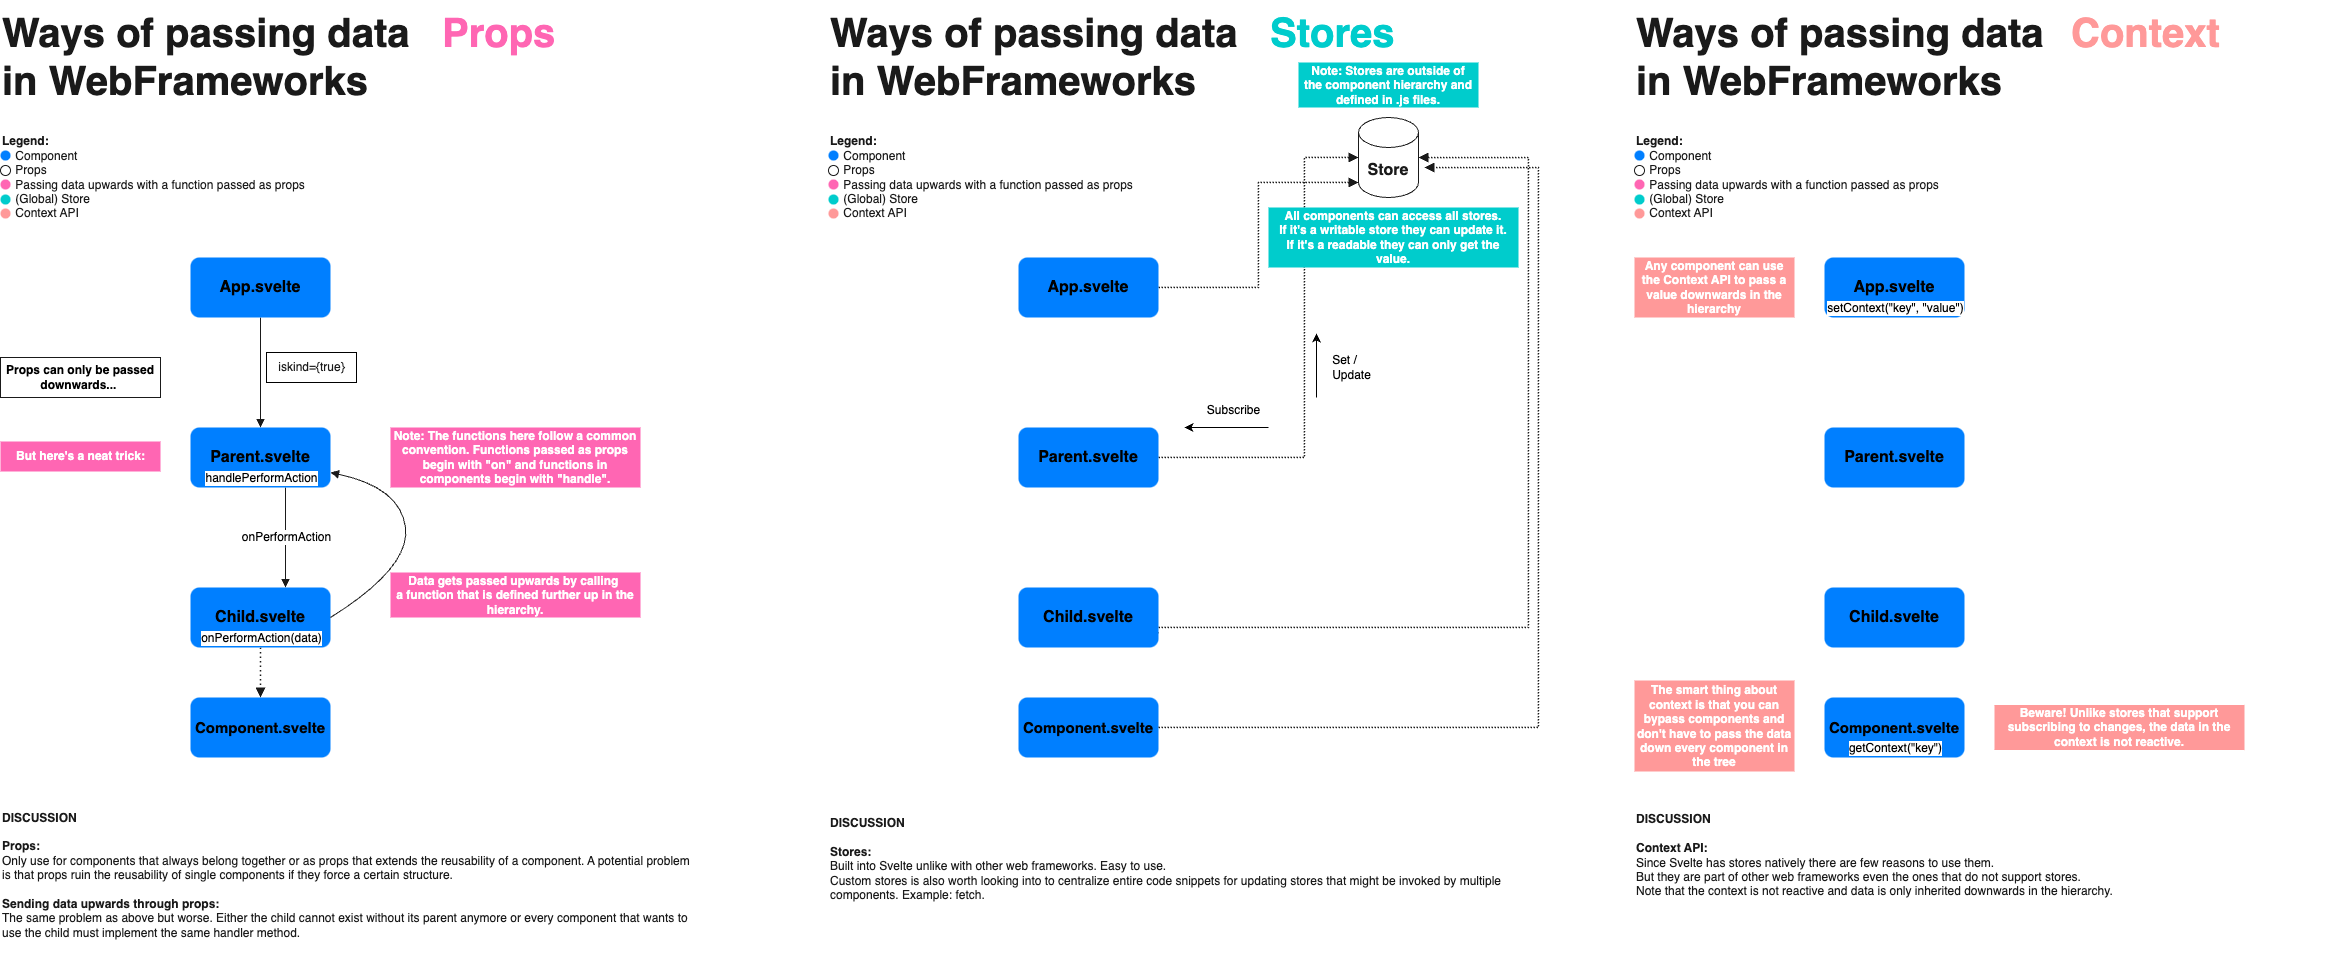 Ways of passing data Props
in WebFrameworks
Legend:
Component
Props
Passing data upwards with a function passed as props
(Global) Store
Context API
App.svelte
iskind={true}
Props can only be passed
downwards...
But here's a neat trick:
Parent.svelte
handlePerformAction
Note: The functions here follow a common
convention. Functions passed as props
begin with "on" and functions in
components begin with "handle".
onPerformAction
Data gets passed upwards by calling
a function that is defined further up in the
hierarchy.
Child.svelte
onPerformAction(data)
Component.svelte
DISCUSSION
Props:
Only use for components that always belong together or as props that extends the reusability of a component. A potential problem
is that props ruin the reusability of single components if they force a certain structure.
Sending data upwards through props:
The same problem as above but worse. Either the child cannot exist without its parent anymore or every component that wants to
use the child must implement the same handler method.
Ways of passing data Stores
in WebFrameworks
Note: Stores are outside of
the component hierarchy and
defined in .js files.
Legend:
Component
Props
Passing data upwards with a function passed as props
(Global) Store
Context API
Store
All components can access all stores.
If it's a writable store they can update it.
If it's a readable they can only get the
value.
App.svelte
Set /
Update
Subscribe
Parent.svelte
Child.svelte
Component.svelte
DISCUSSION
Stores:
Built into Svelte unlike with other web frameworks. Easy to use.
Custom stores is also worth looking into to centralize entire code snippets for updating stores that might be invoked by multiple
components. Example: fetch.
Ways of passing data Context
in WebFrameworks
Legend:
Component
Props
Passing data upwards with a function passed as props
(Global) Store
Context API
Any component can use
the Context API to pass a
value downwards in the
hierarchy
App.svelte
setContext("key", "value")
Parent.svelte
Child.svelte
The smart thing about
context is that you can
bypass components and
don't have to pass the data
down every component in
the tree
Component.svelte
getContext("key")
Beware! Unlike stores that support
subscribing to changes, the data in the
context is not reactive.
DISCUSSION
Context API:
Since Svelte has stores natively there are few reasons to use them.
But they are part of other web frameworks even the ones that do not support stores.
Note that the context is not reactive and data is only inherited downwards in the hierarchy.